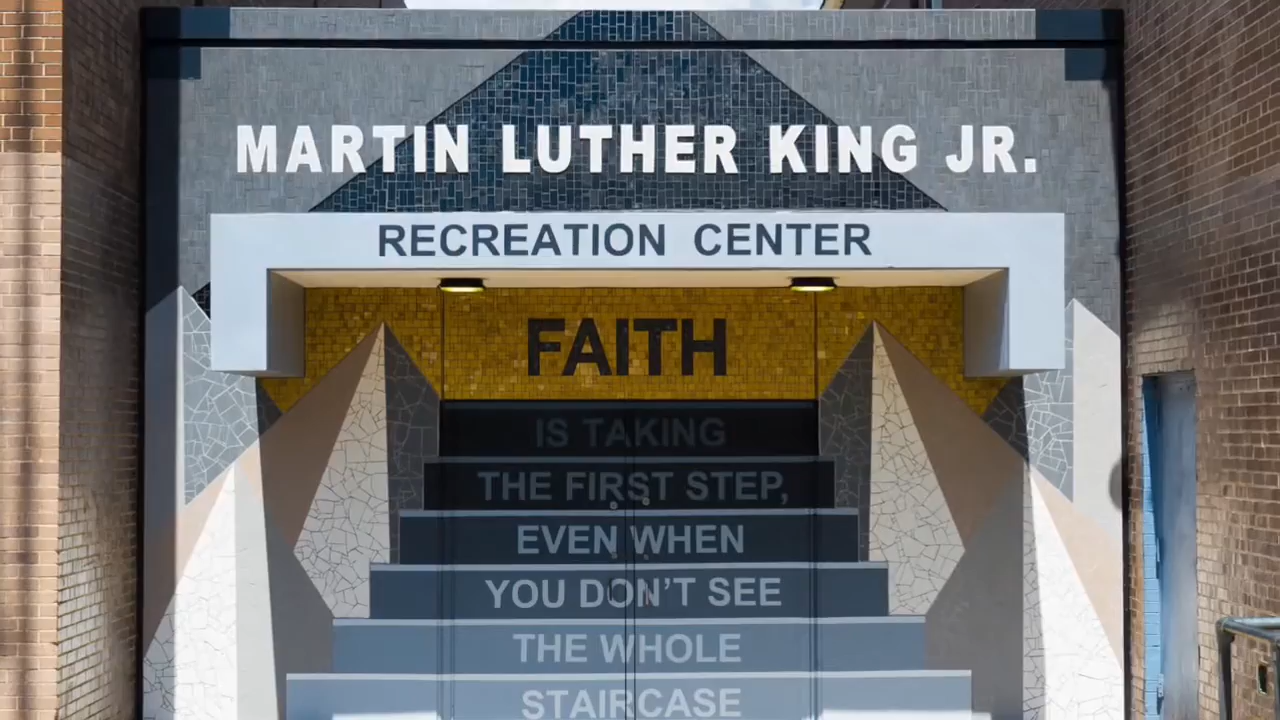 MARTIN LUTHER KING JR.
RECREATION CENTER
FAITH
IS TAKING
THE FIRST STEP,
EVEN WHEN
YOU DON'T SEE
THE WHOLE
STAIRCASE